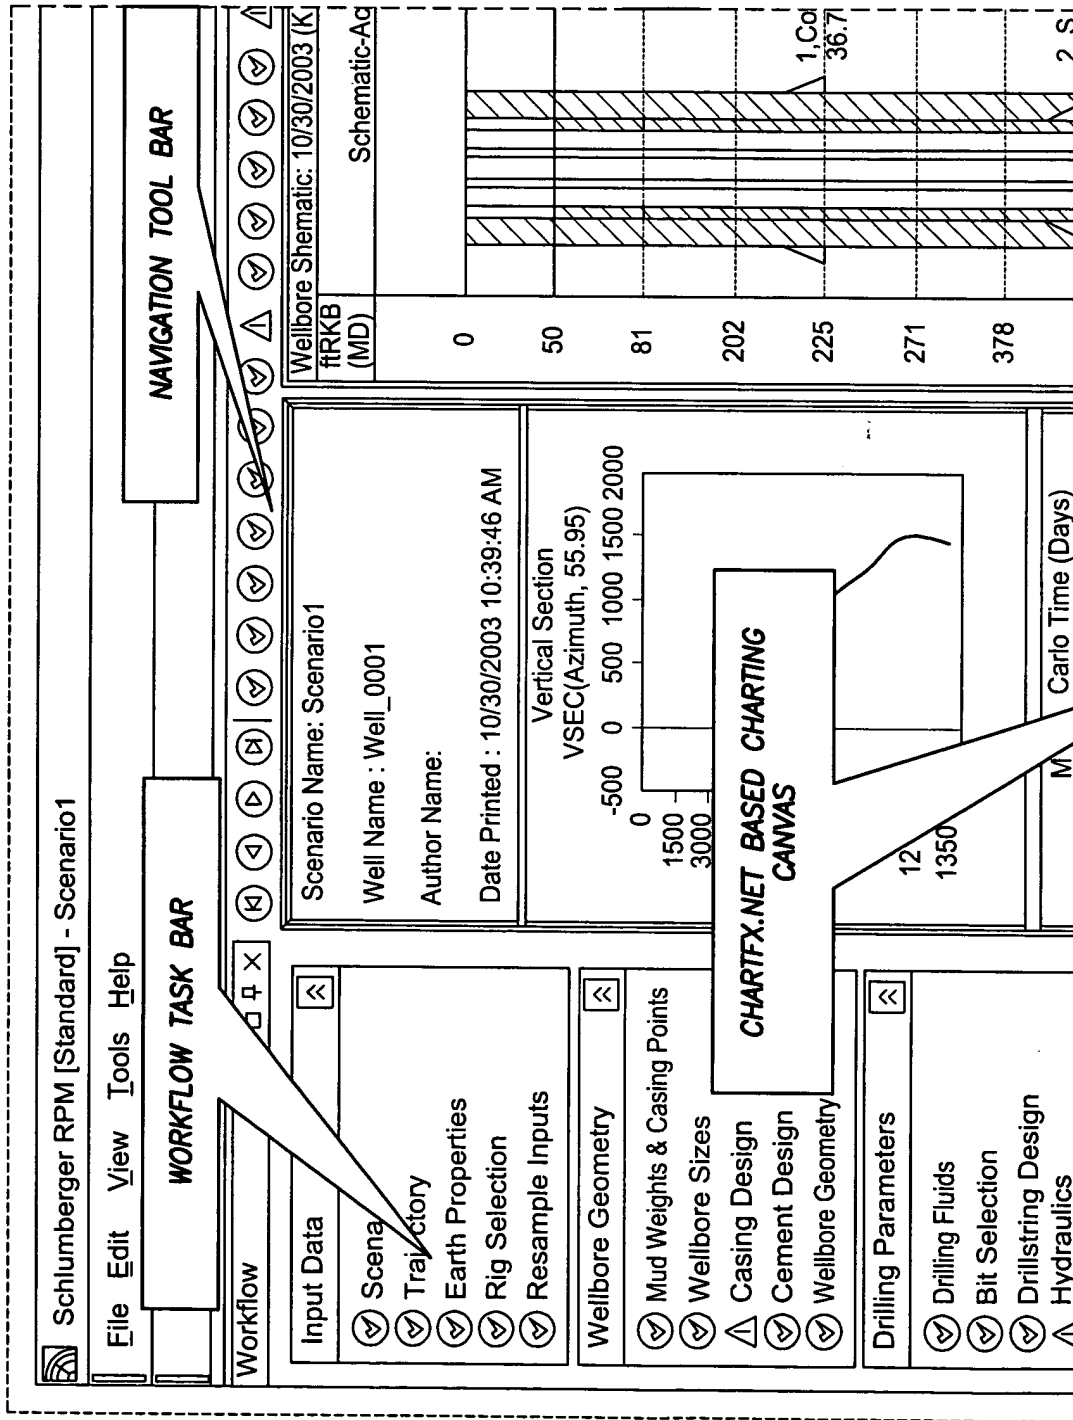 Schlumberger RPM [Standard] - Scenario1
File Edit View Tools Help
WORKFLOW TASK BAR
NAVIGATION TOOL BAR
Workflow
Input Data
Trajectory
Earth Properties
Rig Selection
Resample Inputs
Wellbore Geometry
Mud Weights & Casing Points
Wellbore Sizes
Casing Design
Cement Design
Wellbore Geometry
Drilling Parameters
Drilling Fluids
Bit Selection
Drillstring Design
Hydraulics
Scenario Name: Scenario1
Well Name : Well_0001
Author Name:
Date Printed : 10/30/2003 10:39:46 AM
Vertical Section
VSEC(Azimuth, 55.95)
-500 0 500 1000 1500 2000
0
1500
3000
12
1350
CHARTFX.NET BASED CHARTING
CANVAS
M Carlo Time (Days)
Wellbore Shematic: 10/30/2003 (K
ftRKB
(MD)
Schematic-Ac
0
50
81
202
225
271
378
1,Co
36.7
2 S